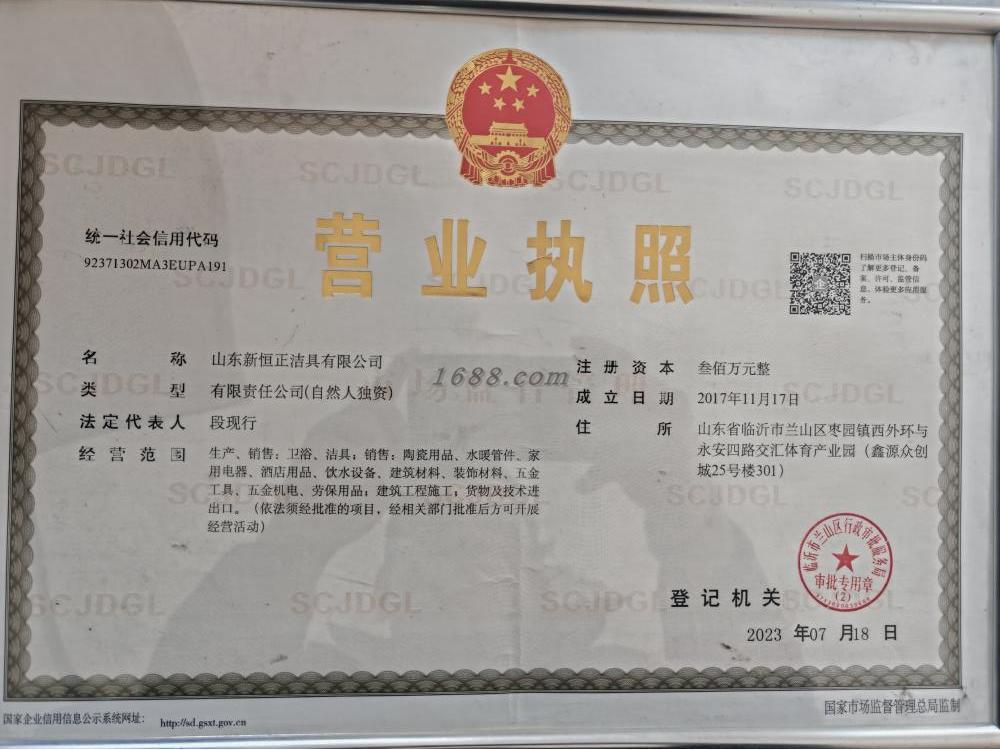 SCJDGL SCJDGL SCJDGL SCJDGL
营业执照
统一社会信用代码
92371302MA3EUPA191
扫描市场主体身份码
了解更多登记、备
案、许可、监管信
息、体验更多应用服
务。
名称 山东新恒正洁具有限公司
类型 有限责任公司(自然人独资)
法定代表人 段现行
经营范围 生产、销售：卫浴、洁具；销售：陶瓷用品、水暖管件、家
用电器、酒店用品、饮水设备、建筑材料、装饰材料、五金
工具、五金机电、劳保用品；建筑工程施工；货物及技术进
出口。（依法须经批准的项目，经相关部门批准后方可开展
经营活动）
1688.com
注册资本 叁佰万元整
成立日期 2017年11月17日
住所 山东省临沂市兰山区枣园镇西外环与
永安四路交汇体育产业园（鑫源众创
城25号楼301）
临沂市兰山区行政审批服务局
审批专用章
(2)
登记机关
SCJDGL SCJDGL SCJDGL SCJDGL
2023 年07 月18 日
国家企业信用信息公示系统网址： http://sd.gsxt.gov.cn
国家市场监督管理总局监制